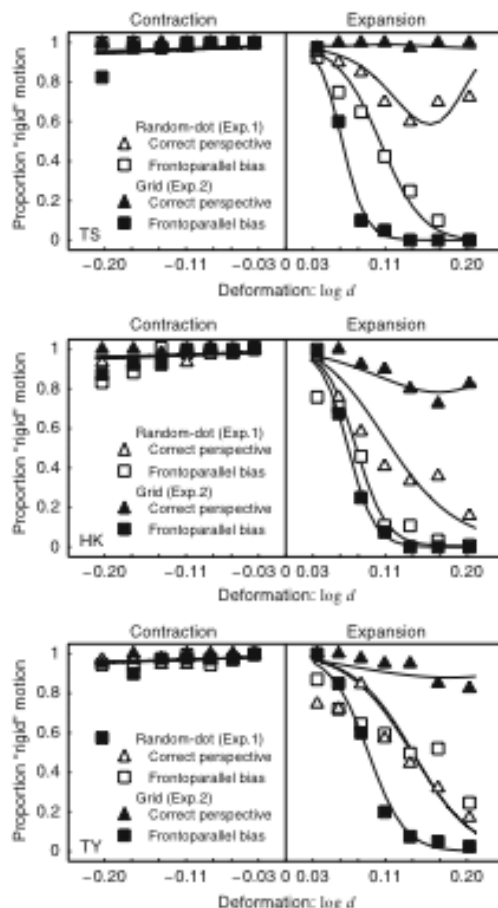 Contraction Expansion
Proportion "rigid" motion
1
0.8
0.6
0.4
0.2
0
Random-dot (Exp.1)
Correct perspective
Frontoparallel bias
Grid (Exp.2)
Correct perspective
Frontoparallel bias
TS
−0.20 −0.11 −0.03 0 0.03 0.11 0.20
Deformation: log d
Contraction Expansion
Proportion "rigid" motion
1
0.8
0.6
0.4
0.2
0
Random-dot (Exp.1)
Correct perspective
Frontoparallel bias
Grid (Exp.2)
Correct perspective
Frontoparallel bias
HK
−0.20 −0.11 −0.03 0 0.03 0.11 0.20
Deformation: log d
Contraction Expansion
Proportion "rigid" motion
1
0.8
0.6
0.4
0.2
0
Random-dot (Exp.1)
Correct perspective
Frontoparallel bias
Grid (Exp.2)
Correct perspective
Frontoparallel bias
TY
−0.20 −0.11 −0.03 0 0.03 0.11 0.20
Deformation: log d